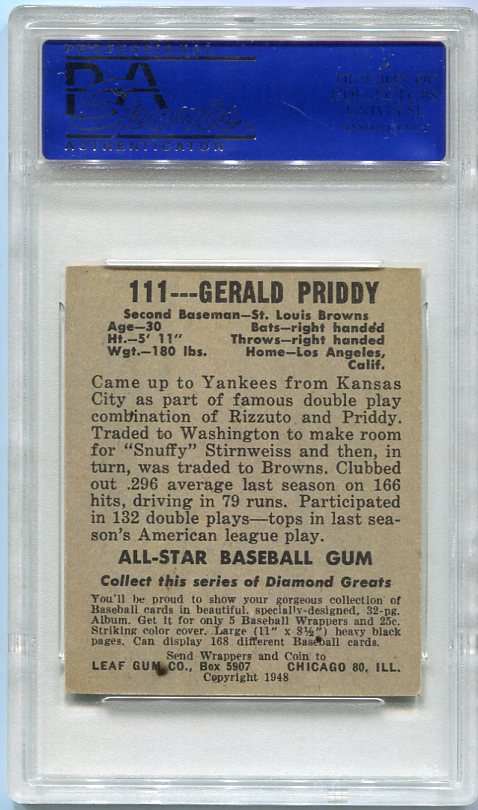 PROFESSIONAL
AUTHENTICATOR
A
DIVISION OF
COLLECTORS
UNIVERSE
111---GERALD PRIDDY
Second Baseman—St. Louis Browns
Age—30 Bats—right handed
Ht.—5' 11" Throws—right handed
Wgt.—180 lbs. Home—Los Angeles,
Calif.
Came up to Yankees from Kansas
City as part of famous double play
combination of Rizzuto and Priddy.
Traded to Washington to make room
for "Snuffy" Stirnweiss and then, in
turn, was traded to Browns. Clubbed
out .296 average last season on 166
hits, driving in 79 runs. Participated
in 132 double plays—tops in last sea-
son's American league play.
ALL-STAR BASEBALL GUM
Collect this series of Diamond Greats
You'll be proud to show your gorgeous collection of
Baseball cards in beautiful, specially-designed, 32-pg.
Album. Get it for only 5 Baseball Wrappers and 25c.
Striking color cover. Large (11" x 8½") heavy black
pages. Can display 168 different Baseball cards.
Send Wrappers and Coin to
LEAF GUM CO., Box 5907 CHICAGO 80, ILL.
Copyright 1948